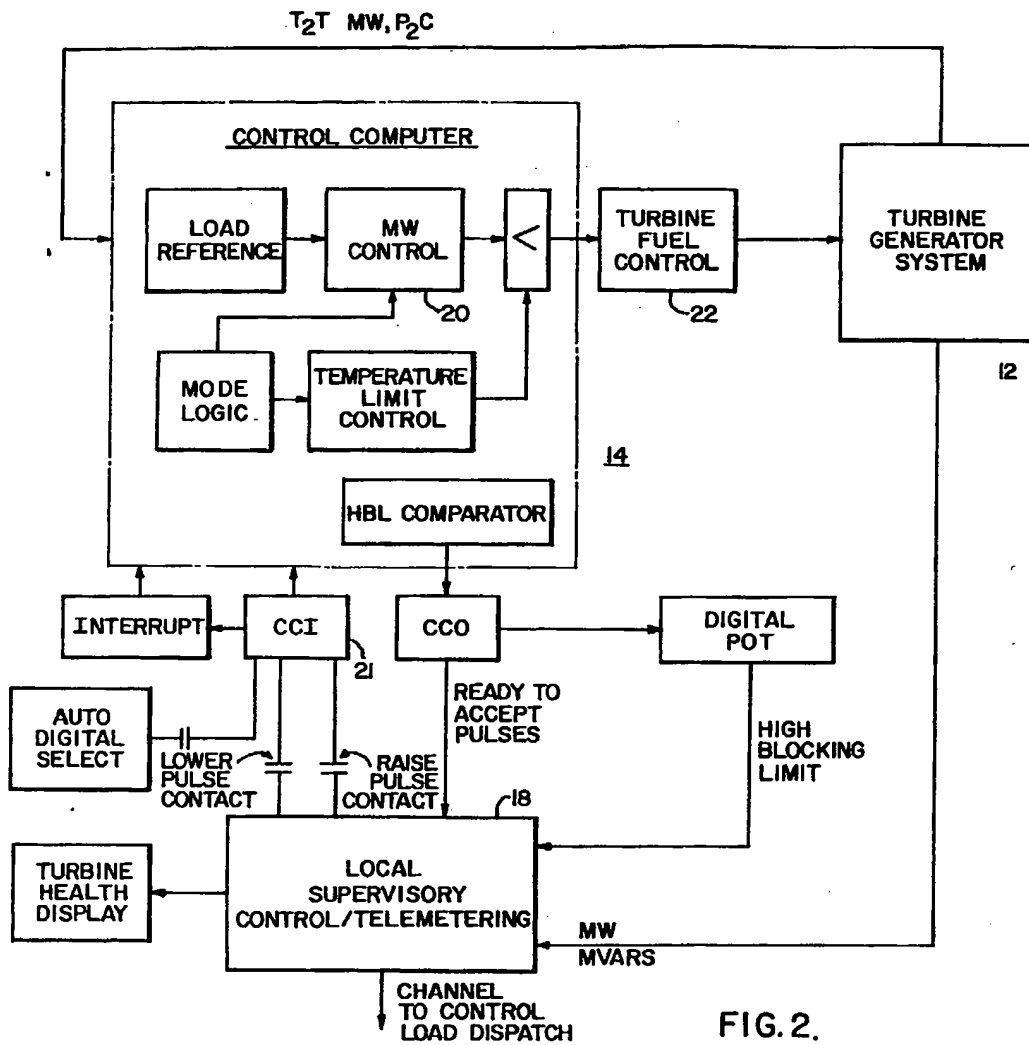 T₂T MW, P₂C
CONTROL COMPUTER
LOAD
REFERENCE
MW
CONTROL
20
<
TURBINE
FUEL
CONTROL
22
TURBINE
GENERATOR
SYSTEM
12
MODE
LOGIC
TEMPERATURE
LIMIT
CONTROL
14
HBL COMPARATOR
INTERRUPT
CCI
21
CCO
DIGITAL
POT
AUTO
DIGITAL
SELECT
LOWER
PULSE
CONTACT
RAISE
PULSE
CONTACT
READY TO
ACCEPT
PULSES
HIGH
BLOCKING
LIMIT
18
TURBINE
HEALTH
DISPLAY
LOCAL
SUPERVISORY
CONTROL/TELEMETERING
MW
MVARS
CHANNEL
TO CONTROL
LOAD DISPATCH
FIG. 2.